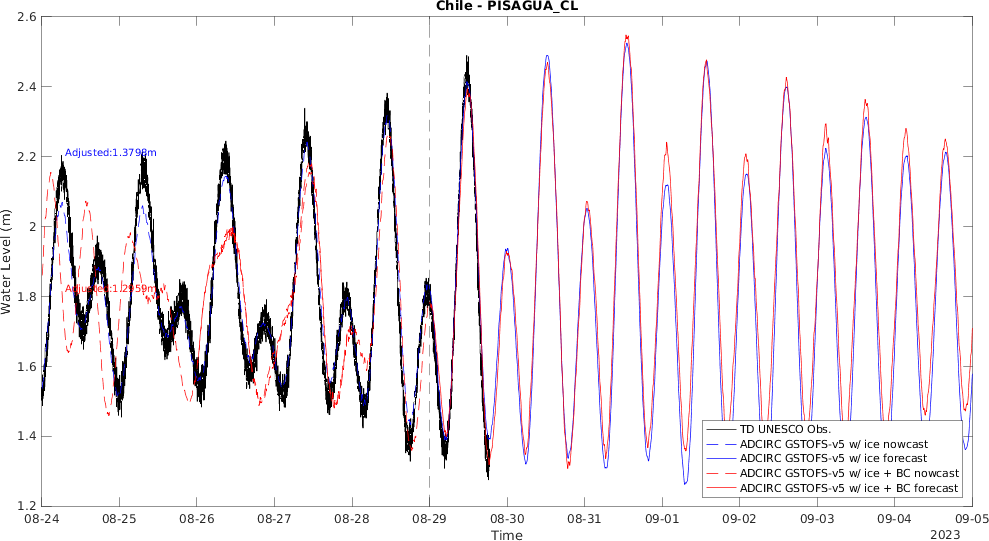 Chile - PISAGUA_CL
2.6
2.4
2.2
2
1.8
1.6
1.4
1.2
Water Level (m)
Adjusted:1.3798m
Adjusted:1.2959m
TD UNESCO Obs.
ADCIRC GSTOFS-v5 w/ ice nowcast
ADCIRC GSTOFS-v5 w/ ice forecast
ADCIRC GSTOFS-v5 w/ ice + BC nowcast
ADCIRC GSTOFS-v5 w/ ice + BC forecast
08-24 08-25 08-26 08-27 08-28 08-29 08-30 08-31 09-01 09-02 09-03 09-04 09-05
Time
2023